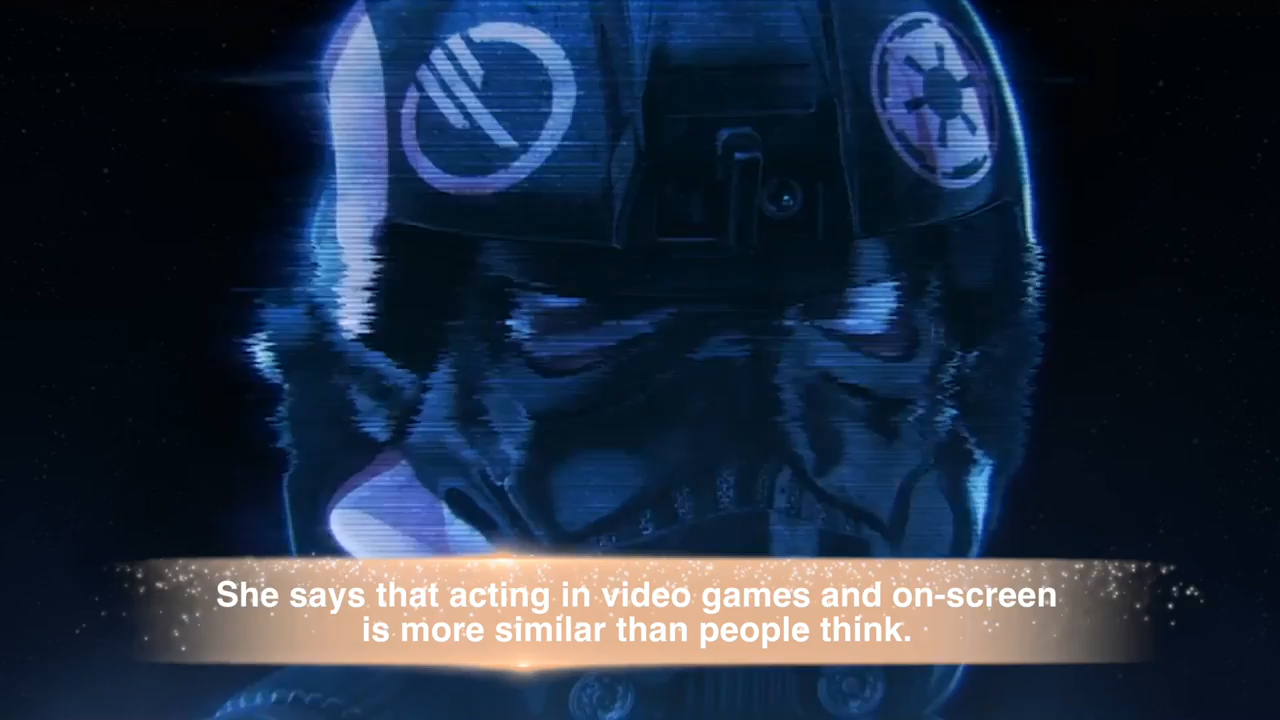 She says that acting in video games and on-screen
is more similar than people think.